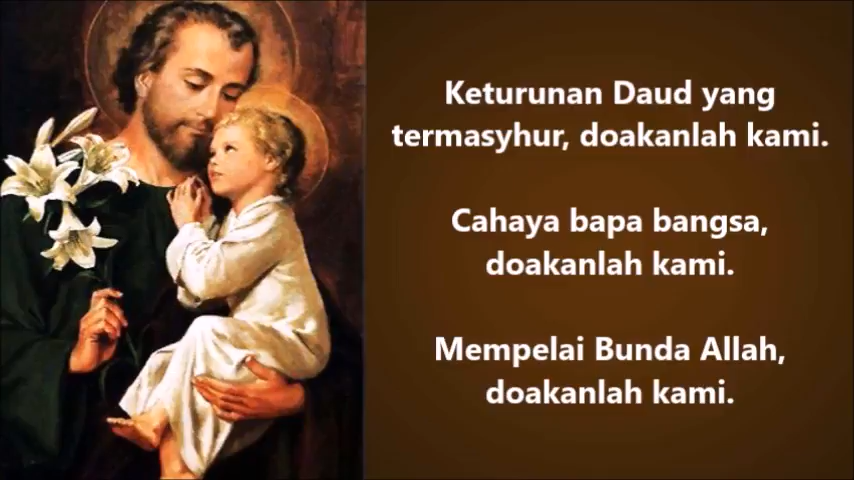 Keturunan Daud yang
termasyhur, doakanlah kami.
Cahaya bapa bangsa,
doakanlah kami.
Mempelai Bunda Allah,
doakanlah kami.